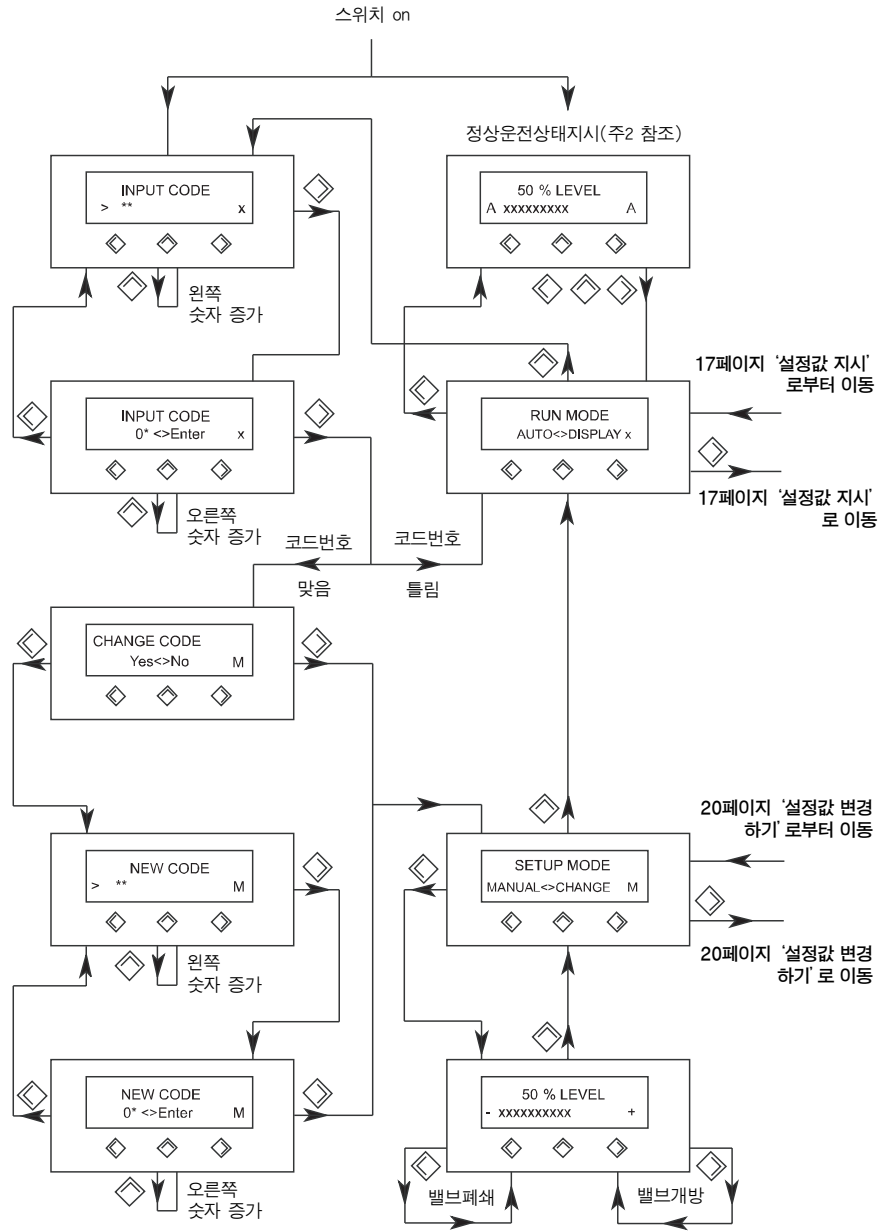 스위치 on
정상운전상태지시(주2 참조)
INPUT CODE
> ** x
50 % LEVEL
A xxxxxxxxx A
왼쪽
숫자 증가
17페이지 '설정값 지시'
로부터 이동
INPUT CODE
0* <>Enter x
RUN MODE
AUTO<>DISPLAY x
17페이지 '설정값 지시'
로 이동
오른쪽
숫자 증가
코드번호
맞음
코드번호
틀림
CHANGE CODE
Yes<>No M
20페이지 '설정값 변경
하기'로부터 이동
NEW CODE
> ** M
SETUP MODE
MANUAL<>CHANGE M
20페이지 '설정값 변경
하기'로 이동
왼쪽
숫자 증가
NEW CODE
0* <>Enter M
50 % LEVEL
- xxxxxxxxxx +
오른쪽
숫자 증가
밸브폐쇄
밸브개방